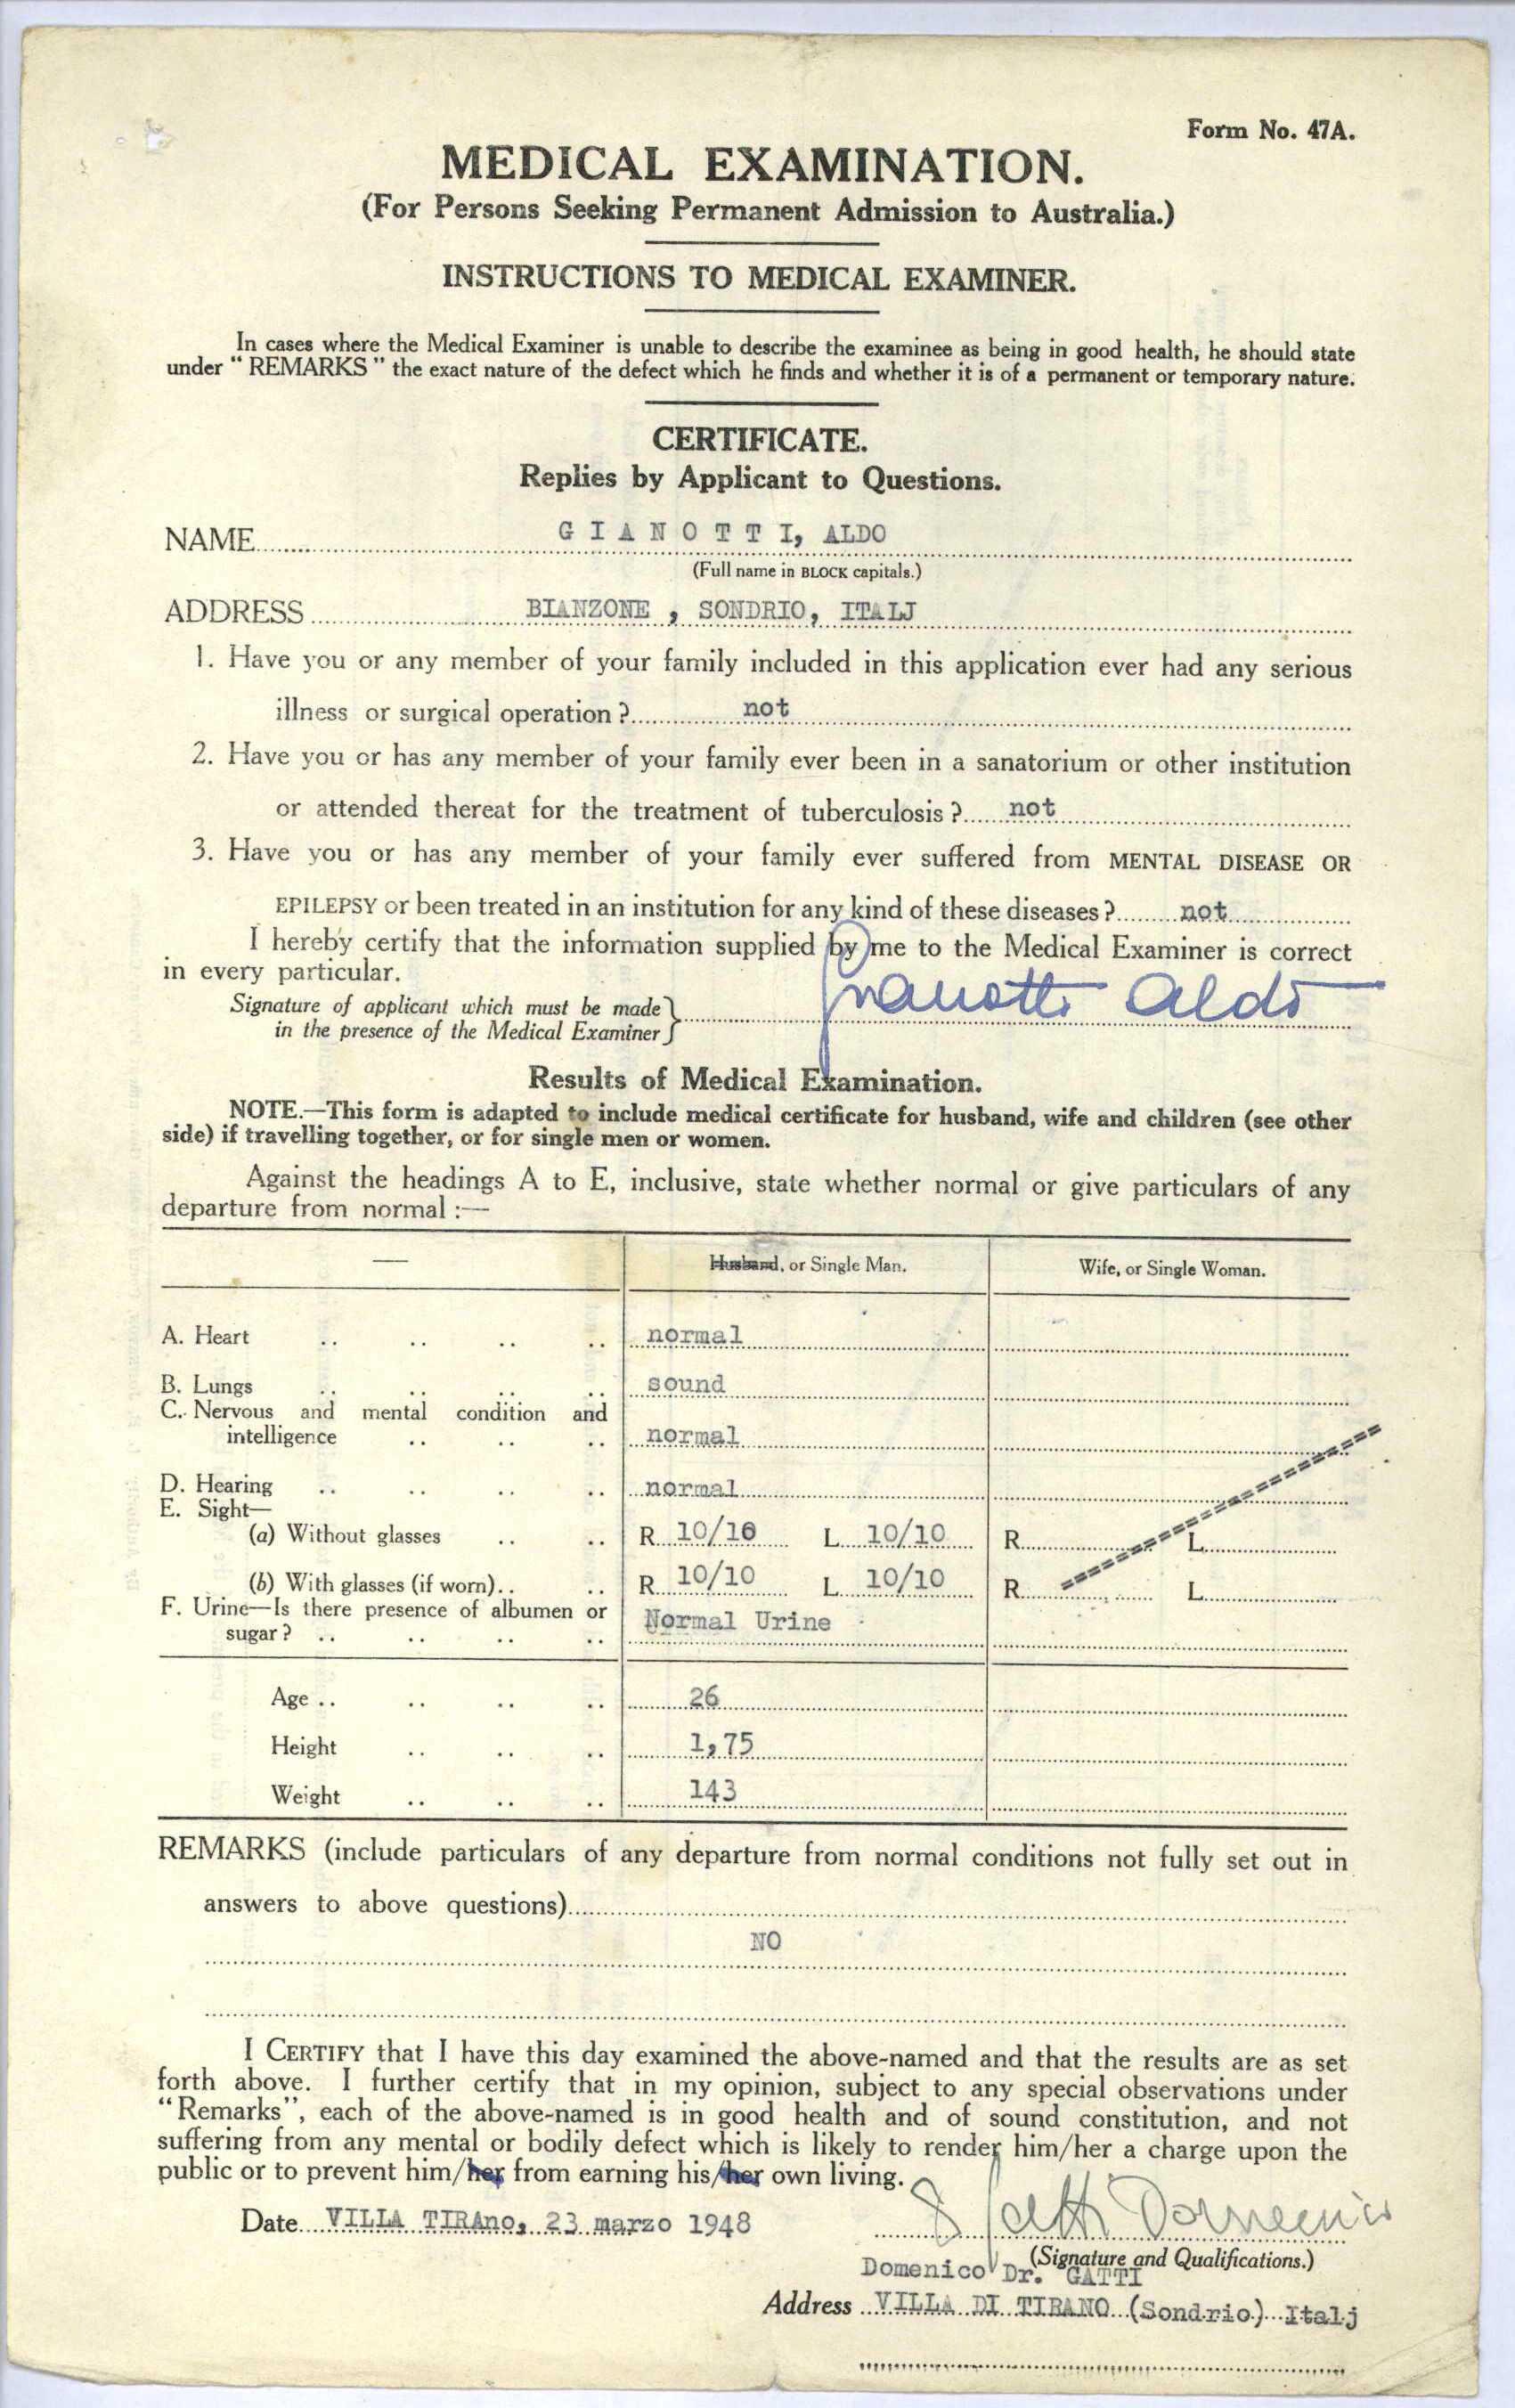 Form No. 47A.
MEDICAL EXAMINATION.
(For Persons Seeking Permanent Admission to Australia.)
INSTRUCTIONS TO MEDICAL EXAMINER.
In cases where the Medical Examiner is unable to describe the examinee as being in good health, he should state
under "REMARKS" the exact nature of the defect which he finds and whether it is of a permanent or temporary nature.
CERTIFICATE.
Replies by Applicant to Questions.
NAME G I A N O T T I, ALDO
(Full name in BLOCK capitals.)
ADDRESS BIANZONE , SONDRIO, ITALJ
1. Have you or any member of your family included in this application ever had any serious
illness or surgical operation? not
2. Have you or has any member of your family ever been in a sanatorium or other institution
or attended thereat for the treatment of tuberculosis? not
3. Have you or has any member of your family ever suffered from MENTAL DISEASE OR
EPILEPSY or been treated in an institution for any kind of these diseases? not
I hereby certify that the information supplied by me to the Medical Examiner is correct
in every particular.
Signature of applicant which must be made
in the presence of the Medical Examiner } Gianotti Aldo
Results of Medical Examination.
NOTE.—This form is adapted to include medical certificate for husband, wife and children (see other
side) if travelling together, or for single men or women.
Against the headings A to E, inclusive, state whether normal or give particulars of any
departure from normal :—
— Husband, or Single Man. Wife, or Single Woman.
A. Heart .. .. .. .. normal
B. Lungs .. .. .. .. sound
C. Nervous and mental condition and
intelligence .. .. .. normal
D. Hearing .. .. .. .. normal
E. Sight—
(a) Without glasses .. .. R 10/10 L 10/10 R L
(b) With glasses (if worn).. .. R 10/10 L 10/10 R L
F. Urine—Is there presence of albumen or
sugar? .. .. .. .. Normal Urine
Age .. .. .. .. 26
Height .. .. .. 1,75
Weight .. .. .. 143
REMARKS (include particulars of any departure from normal conditions not fully set out in
answers to above questions)
NO
I CERTIFY that I have this day examined the above-named and that the results are as set
forth above. I further certify that in my opinion, subject to any special observations under
"Remarks", each of the above-named is in good health and of sound constitution, and not
suffering from any mental or bodily defect which is likely to render him/her a charge upon the
public or to prevent him/her from earning his/her own living.
Date VILLA TIRAno, 23 marzo 1948 Gatti Domenico
(Signature and Qualifications.)
Domenico Dr. GATTI
Address VILLA DI TIRANO (Sondrio) Italj